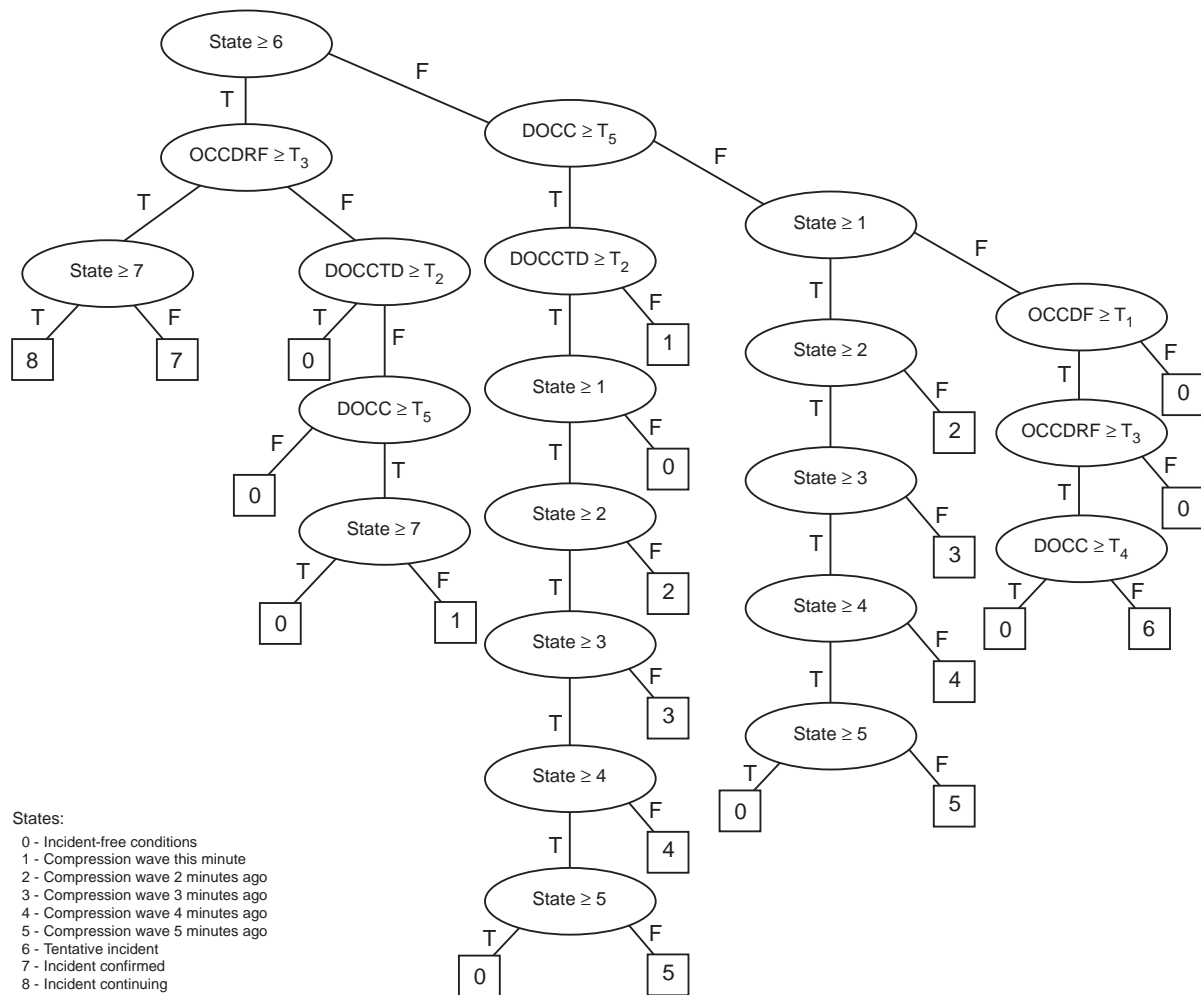 State ≥ 6
F
T
DOCC ≥ T5
OCCDRF ≥ T3
F
T
T
F
State ≥ 1
State ≥ 7
DOCCTD ≥ T2
DOCCTD ≥ T2
F
T
F
T
F
T
F
T
OCCDF ≥ T1
8
7
0
1
State ≥ 2
F
T
F
T
0
DOCC ≥ T5
State ≥ 1
2
OCCDRF ≥ T3
F
T
T
F
T
F
T
F
0
0
State ≥ 3
0
State ≥ 7
State ≥ 2
F
DOCC ≥ T4
T
F
T
F
T
3
T
F
0
1
2
State ≥ 4
0
6
State ≥ 3
F
T
F
T
4
3
State ≥ 5
State ≥ 4
T
F
T
F
0
5
4
State ≥ 5
T
F
0
5
States:
0 - Incident-free conditions
1 - Compression wave this minute
2 - Compression wave 2 minutes ago
3 - Compression wave 3 minutes ago
4 - Compression wave 4 minutes ago
5 - Compression wave 5 minutes ago
6 - Tentative incident
7 - Incident confirmed
8 - Incident continuing